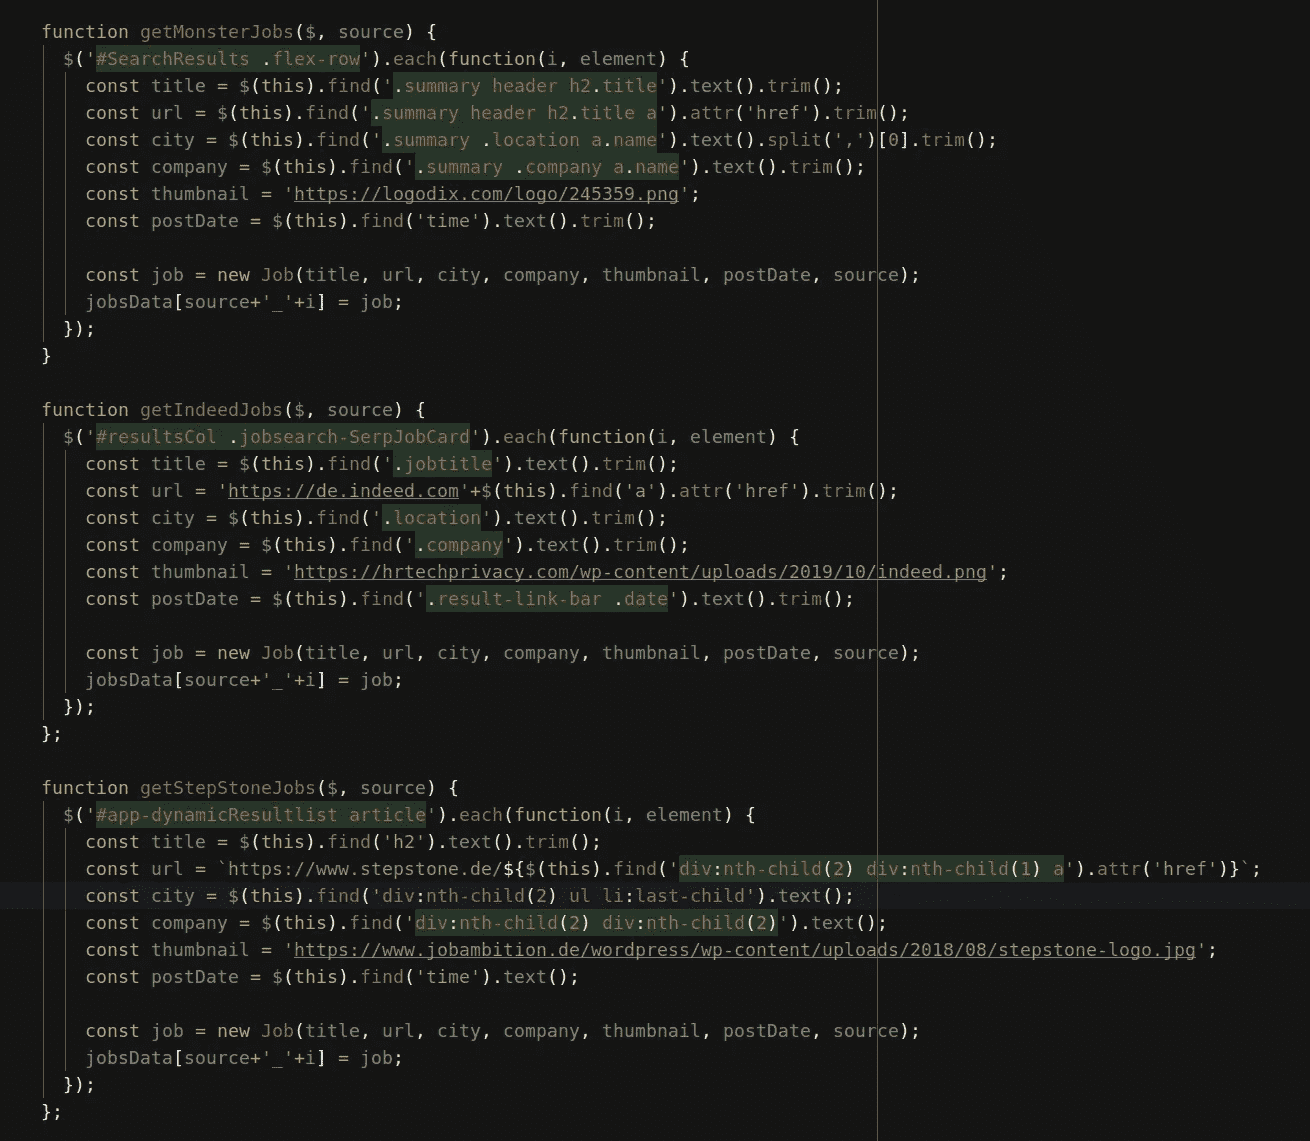 function getMonsterJobs($, source) {
$('#SearchResults .flex-row').each(function(i, element) {
const title = $(this).find('.summary header h2.title').text().trim();
const url = $(this).find('.summary header h2.title a').attr('href').trim();
const city = $(this).find('.summary .location a.name').text().split(',')[0].trim();
const company = $(this).find('.summary .company a.name').text().trim();
const thumbnail = 'https://logodix.com/logo/245359.png';
const postDate = $(this).find('time').text().trim();
const job = new Job(title, url, city, company, thumbnail, postDate, source);
jobsData[source+'_'+i] = job;
});
}
function getIndeedJobs($, source) {
$('#resultsCol .jobsearch-SerpJobCard').each(function(i, element) {
const title = $(this).find('.jobtitle').text().trim();
const url = 'https://de.indeed.com'+$(this).find('a').attr('href').trim();
const city = $(this).find('.location').text().trim();
const company = $(this).find('.company').text().trim();
const thumbnail = 'https://hrtechprivacy.com/wp-content/uploads/2019/10/indeed.png';
const postDate = $(this).find('.result-link-bar .date').text().trim();
const job = new Job(title, url, city, company, thumbnail, postDate, source);
jobsData[source+'_'+i] = job;
});
};
function getStepStoneJobs($, source) {
$('#app-dynamicResultlist article').each(function(i, element) {
const title = $(this).find('h2').text().trim();
const url = `https://www.stepstone.de/${$(this).find('div:nth-child(2) div:nth-child(1) a').attr('href')}`;
const city = $(this).find('div:nth-child(2) ul li:last-child').text();
const company = $(this).find('div:nth-child(2) div:nth-child(2)').text();
const thumbnail = 'https://www.jobambition.de/wordpress/wp-content/uploads/2018/08/stepstone-logo.jpg';
const postDate = $(this).find('time').text();
const job = new Job(title, url, city, company, thumbnail, postDate, source);
jobsData[source+'_'+i] = job;
});
};